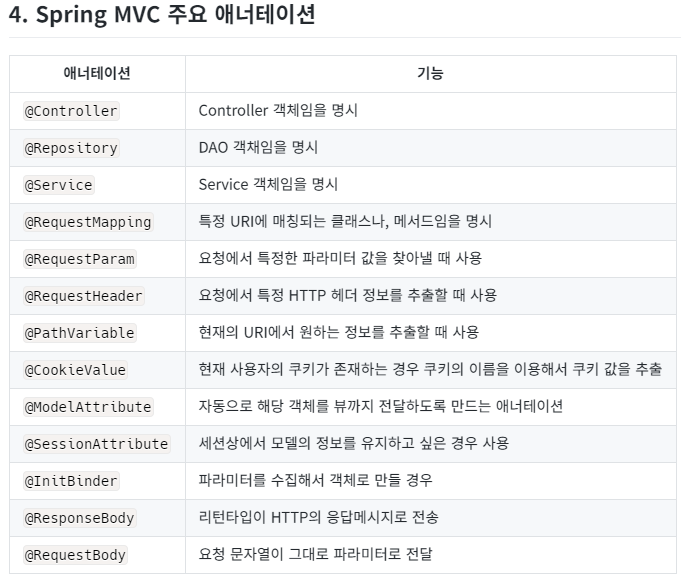 4. Spring MVC 주요 애너테이션
애너테이션 기능
@Controller Controller 객체임을 명시
@Repository DAO 객채임을 명시
@Service Service 객체임을 명시
@RequestMapping 특정 URI에 매칭되는 클래스나, 메서드임을 명시
@RequestParam 요청에서 특정한 파라미터 값을 찾아낼 때 사용
@RequestHeader 요청에서 특정 HTTP 헤더 정보를 추출할 때 사용
@PathVariable 현재의 URI에서 원하는 정보를 추출할 때 사용
@CookieValue 현재 사용자의 쿠키가 존재하는 경우 쿠키의 이름을 이용해서 쿠키 값을 추출
@ModelAttribute 자동으로 해당 객체를 뷰까지 전달하도록 만드는 애너테이션
@SessionAttribute 세션상에서 모델의 정보를 유지하고 싶은 경우 사용
@InitBinder 파라미터를 수집해서 객체로 만들 경우
@ResponseBody 리턴타입이 HTTP의 응답메시지로 전송
@RequestBody 요청 문자열이 그대로 파라미터로 전달